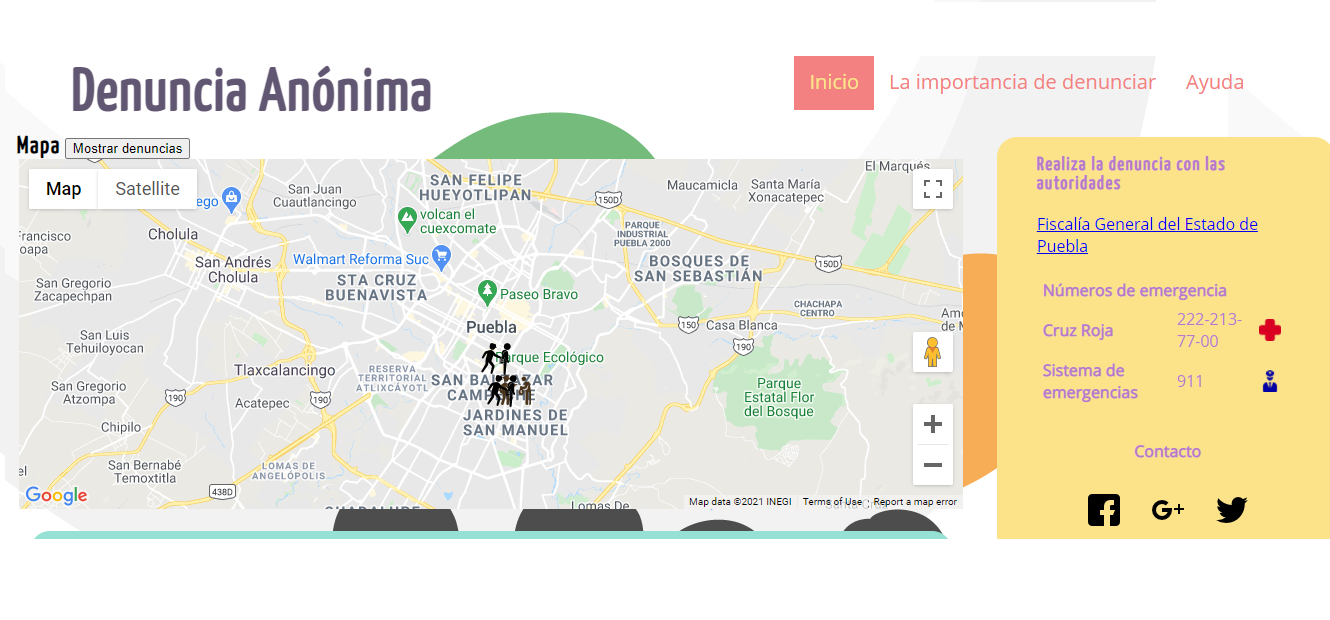 Denuncia Anónima
Inicio
La importancia de denunciar
Ayuda
Mapa
Mostrar denuncias
Map
Satellite
ego
San Juan
Cuautlancingo
SAN FELIPE
HUEYOTLIPAN
volcan el
cuexcomate
150D
Maucamicla
Santa María
Xonacatepec
El Marqués
Francisco
oapa
Cholula
San Andrés
Cholula
Walmart Reforma Suc
PARQUE
INDUSTRIAL
PUEBLA 2000
BOSQUES DE
SAN SEBASTIÁN
150D
San Gregorio
Zacapechpan
STA CRUZ
BUENAVISTA
Paseo Bravo
CHACHAPA
CENTRO
Amo
de M
Puebla
150
Casa Blanca
190
San Luis
Tehuiloyocan
Parque Ecológico
Tlaxcalancingo
RESERVA
TERRITORIAL
ATLIXCÁYOTL
SAN BALTAZAR
CAMPECHE
San Gregorio
Atzompa
190
Acatepec
190
JARDINES DE
SAN MANUEL
Parque
Estatal Flor
del Bosque
Chipilo
San Bernabé
Temoxtitla
LOMAS DE
ANGELÓPOLIS
438D
Google
GUADALUPE
Lomas De
Santa Cruz
Map data ©2021 INEGI
Terms of Use
Report a map error
Realiza la denuncia con las
autoridades
Fiscalía General del Estado de
Puebla
Números de emergencia
Cruz Roja
222-213-
77-00
Sistema de
emergencias
911
Contacto
G+